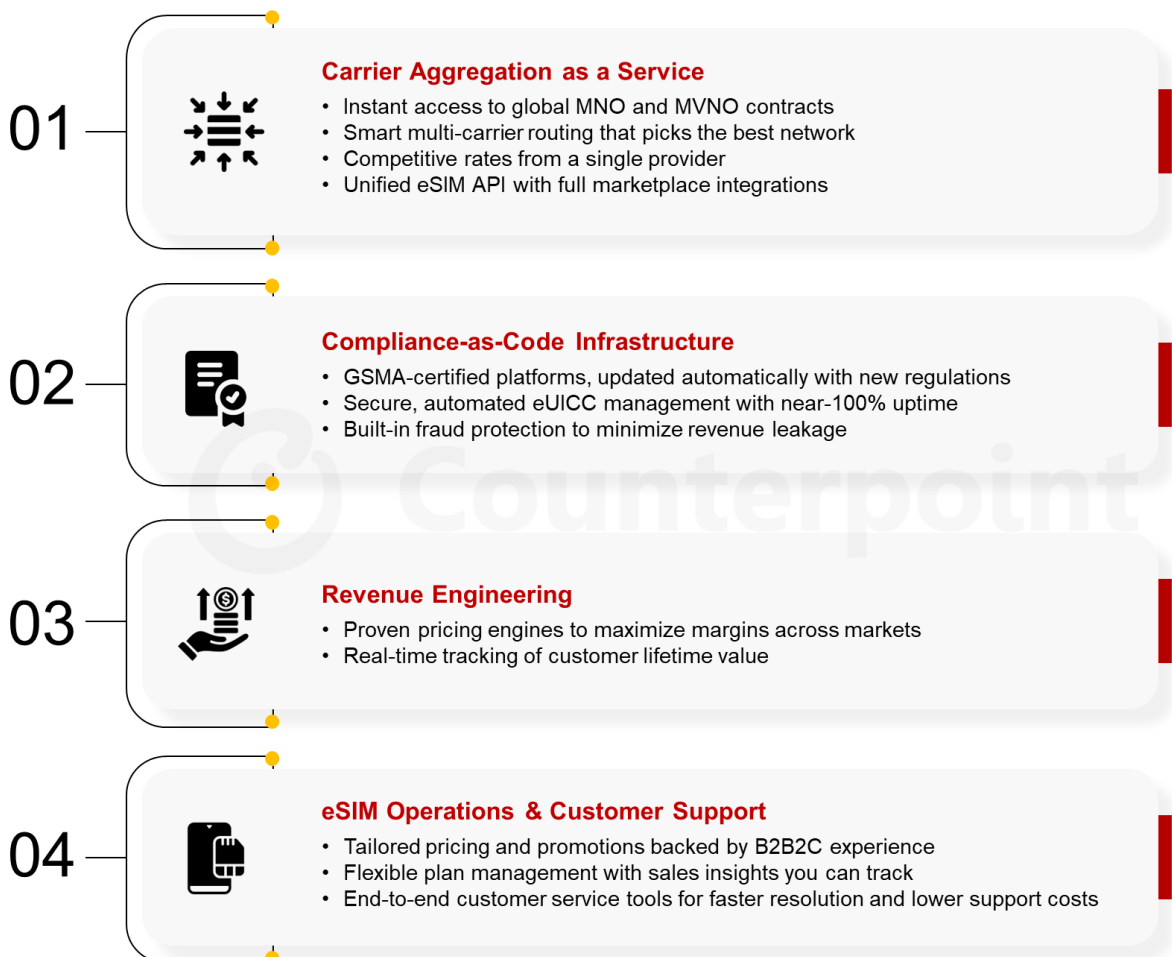 01
Carrier Aggregation as a Service
• Instant access to global MNO and MVNO contracts
• Smart multi-carrier routing that picks the best network
• Competitive rates from a single provider
• Unified eSIM API with full marketplace integrations
02
Compliance-as-Code Infrastructure
• GSMA-certified platforms, updated automatically with new regulations
• Secure, automated eUICC management with near-100% uptime
• Built-in fraud protection to minimize revenue leakage
Counterpoint
03
Revenue Engineering
• Proven pricing engines to maximize margins across markets
• Real-time tracking of customer lifetime value
04
eSIM Operations & Customer Support
• Tailored pricing and promotions backed by B2B2C experience
• Flexible plan management with sales insights you can track
• End-to-end customer service tools for faster resolution and lower support costs